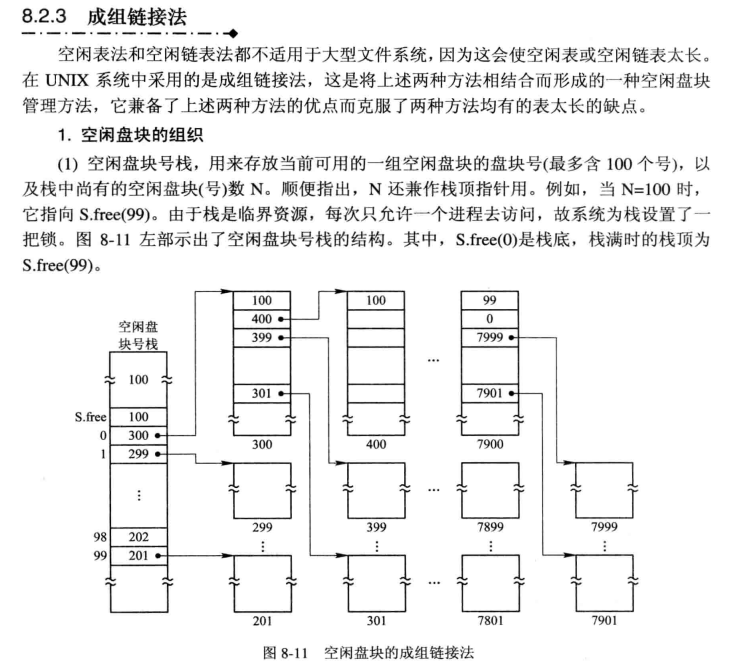 8.2.3 成组链接法
空闲表法和空闲链表法都不适用于大型文件系统，因为这会使空闲表或空闲链表太长。
在 UNIX 系统中采用的是成组链接法，这是将上述两种方法相结合而形成的一种空闲盘块
管理方法，它兼备了上述两种方法的优点而克服了两种方法均有的表太长的缺点。
1. 空闲盘块的组织
(1) 空闲盘块号栈，用来存放当前可用的一组空闲盘块的盘块号(最多含 100 个号)，以
及栈中尚有的空闲盘块(号)数 N。顺便指出，N 还兼作栈顶指针用。例如，当 N=100 时，
它指向 S.free(99)。由于栈是临界资源，每次只允许一个进程去访问，故系统为栈设置了一
把锁。图 8-11 左部示出了空闲盘块号栈的结构。其中，S.free(0)是栈底，栈满时的栈顶为
S.free(99)。
空闲盘
块号栈
100
S.free 100
0 300
1 299
⋮
98 202
99 201
100
400
399
301
300
299
⋮
201
100
400
399
⋮
301
…
…
…
99
0
7999
7901
7900
7899
⋮
7801
7999
⋮
7901
图 8-11 空闲盘块的成组链接法